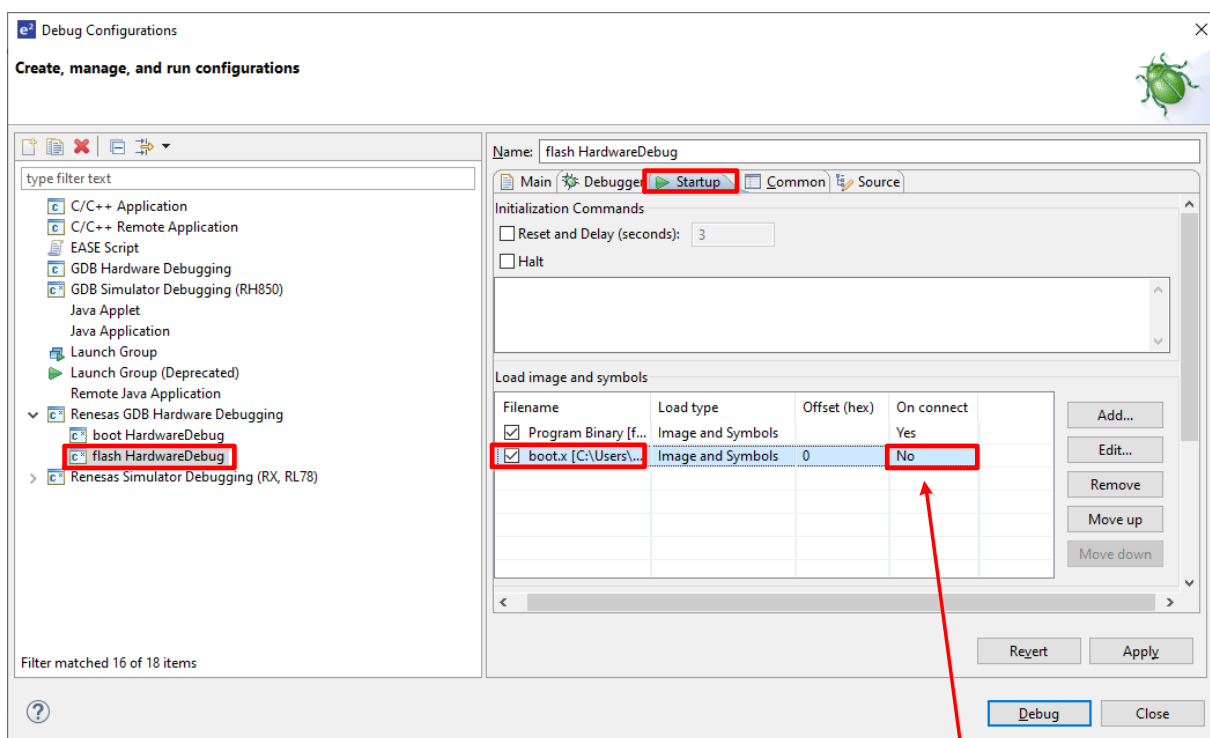 e² Debug Configurations
Create, manage, and run configurations
type filter text
C/C++ Application
C/C++ Remote Application
EASE Script
GDB Hardware Debugging
GDB Simulator Debugging (RH850)
Java Applet
Java Application
Launch Group
Launch Group (Deprecated)
Remote Java Application
Renesas GDB Hardware Debugging
boot HardwareDebug
flash HardwareDebug
Renesas Simulator Debugging (RX, RL78)
Filter matched 16 of 18 items
Name: flash HardwareDebug
Main Debugger Startup Common Source
Initialization Commands
Reset and Delay (seconds): 3
Halt
Load image and symbols
Filename Load type Offset (hex) On connect
Program Binary [f... Image and Symbols Yes
boot.x [C:\Users\... Image and Symbols 0 No
Add...
Edit...
Remove
Move up
Move down
Revert Apply
Debug Close